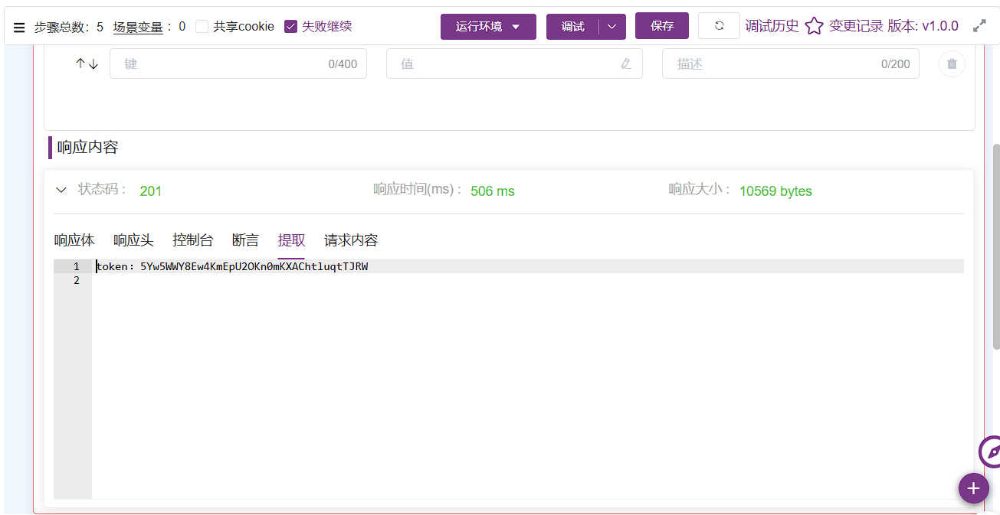 步骤总数：5 场景变量：0 共享cookie 失败继续 运行环境 调试 保存 调试历史 变更记录 版本: v1.0.0
键 0/400 值 描述 0/200
响应内容
状态码： 201 响应时间(ms)： 506 ms 响应大小： 10569 bytes
响应体 响应头 控制台 断言 提取 请求内容
1 token：5Yw5WWY8Ew4KmEpU2OKn0mKXAChtluqtTJRW
2